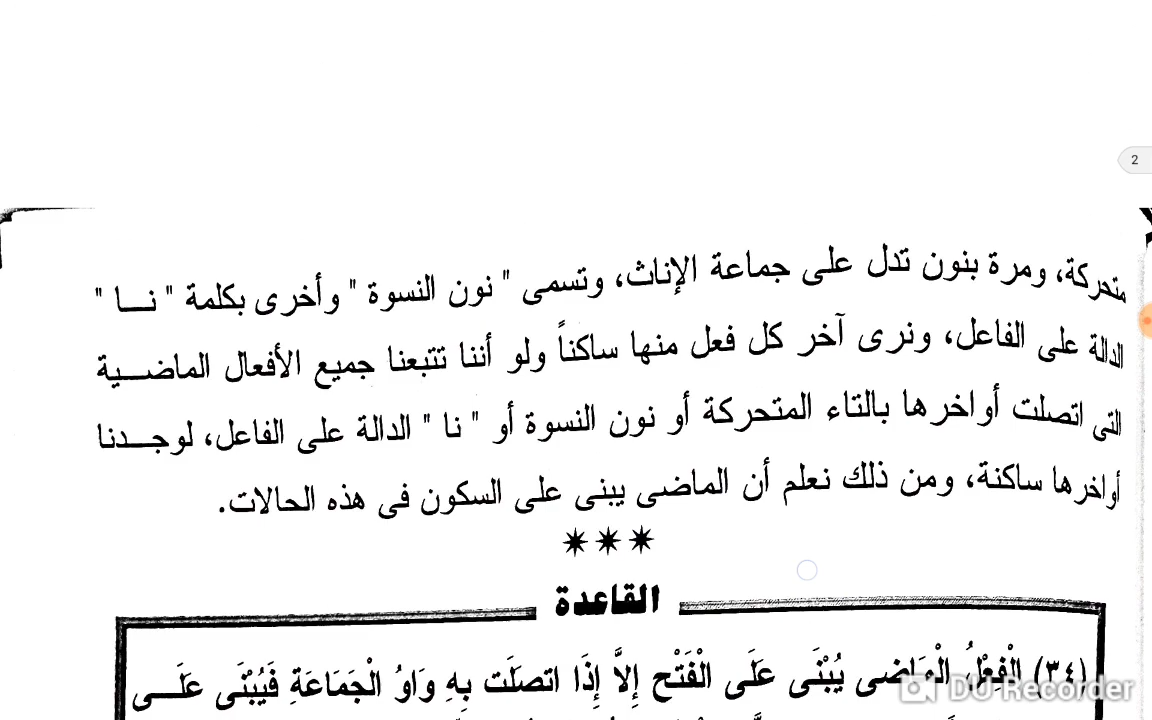 2
متحركة، ومرة بنون تدل على جماعة الإناث، وتسمى " نون النسوة " وأخرى بكلمة " نـــا "
الدالة على الفاعل، ونرى آخر كل فعل منها ساكناً ولو أننا تتبعنا جميع الأفعال الماضـــية
التى اتصلت أواخرها بالتاء المتحركة أو نون النسوة أو " نا " الدالة على الفاعل، لوجـــدنا
أواخرها ساكنة، ومن ذلك نعلم أن الماضى يبنى على السكون فى هذه الحالات.
✷✷✷
القاعدة
(٣٤) الْفِعْلُ الْمَاضى يُبْنَى عَلَى الْفَتْحِ إِلاَّ إِذَا اتصَلَت بِهِ وَاوُ الْجَمَاعَةِ فَيُبْنَى عَلَـــى
DU Recorder